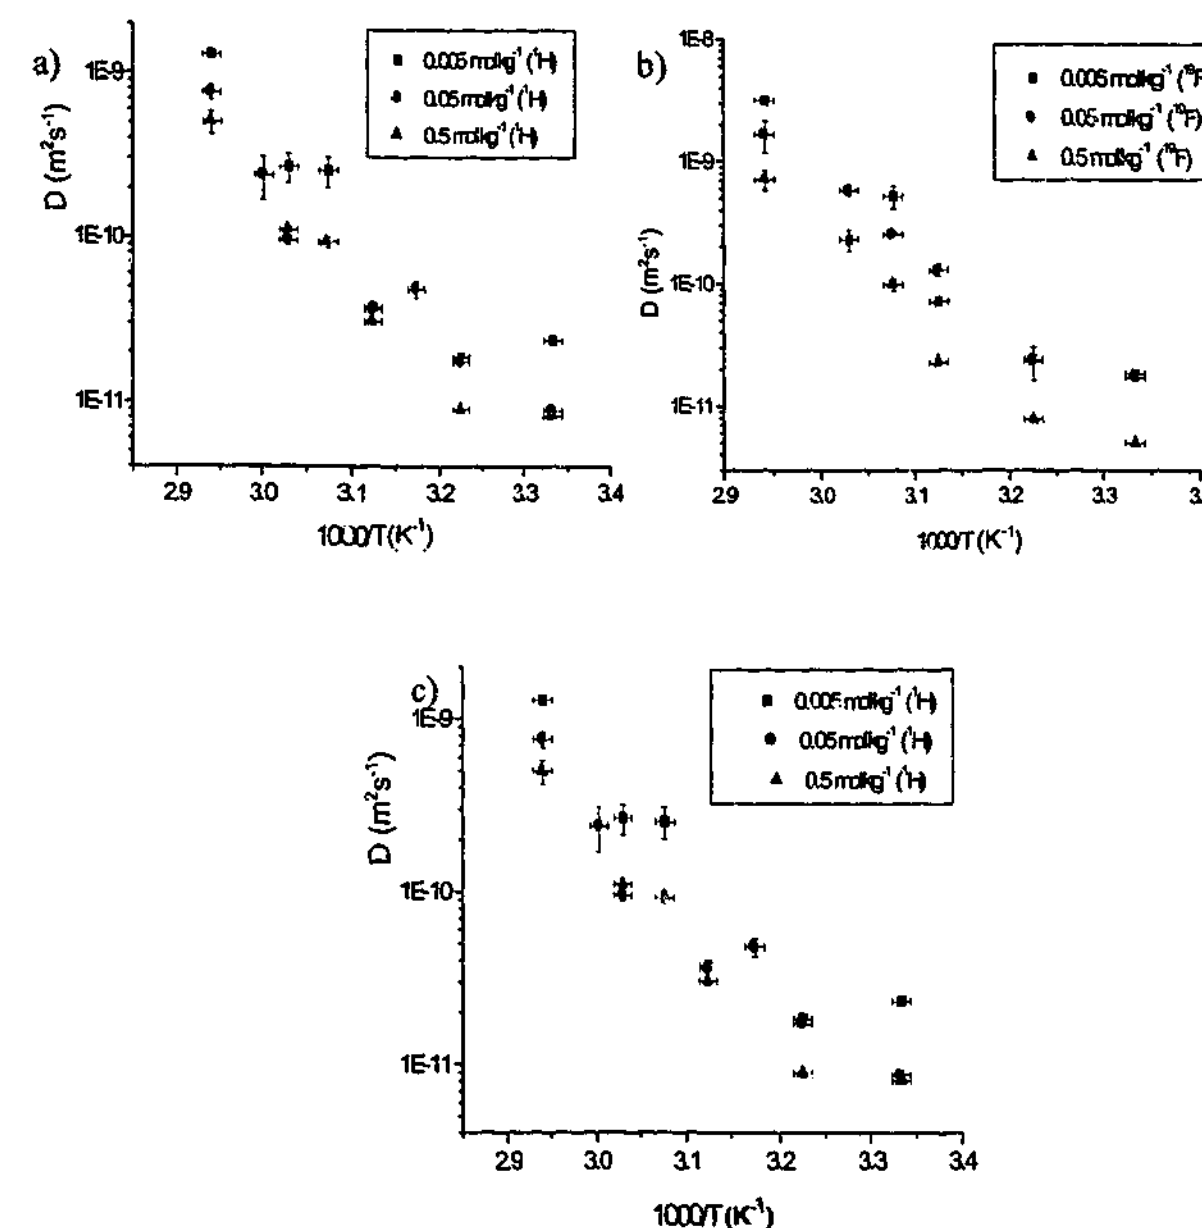 a)
1E-9
1E-10
1E-11
D (m²s⁻¹)
0.005 molkg⁻¹ (¹H)
0.05 molkg⁻¹ (¹H)
0.5 molkg⁻¹ (¹H)
2.9 3.0 3.1 3.2 3.3 3.4
1000/T (K⁻¹)
b)
1E-8
1E-9
1E-10
1E-11
D (m²s⁻¹)
0.005 molkg⁻¹ (¹⁹F
0.05 molkg⁻¹ (¹⁹F)
0.5 molkg⁻¹ (¹⁹F)
2.9 3.0 3.1 3.2 3.3 3.
1000/T (K⁻¹)
c)
1E-9
1E-10
1E-11
D (m²s⁻¹)
0.005 molkg⁻¹ (¹H)
0.05 molkg⁻¹ (¹H)
0.5 molkg⁻¹ (¹H)
2.9 3.0 3.1 3.2 3.3 3.4
1000/T (K⁻¹)